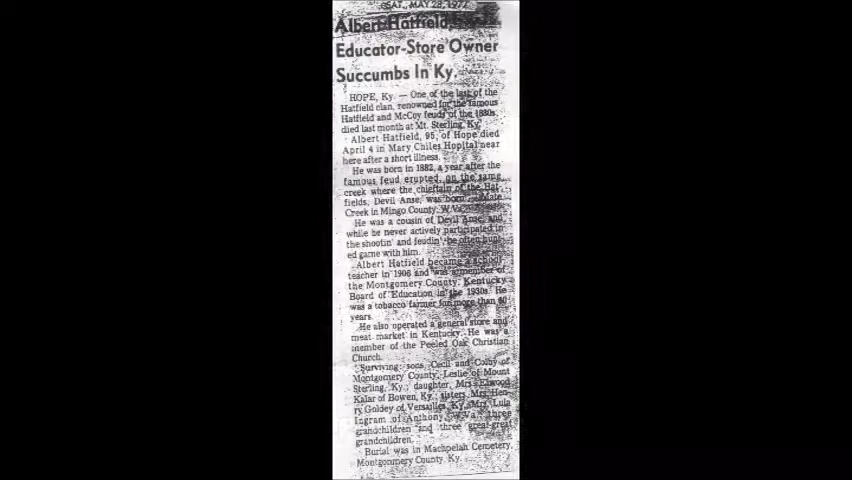 SAT., MAY 28, 1977
Albert Hatfield,
Educator-Store Owner
Succumbs In Ky.
HOPE, Ky. — One of the last of the
Hatfield clan, renowned for the famous
Hatfield and McCoy feuds of the 1880s,
died last month at Mt. Sterling, Ky.
Albert Hatfield, 95, of Hope died
April 4 in Mary Chiles Hopital near
here after a short illness.
He was born in 1882, a year after the
famous feud erupted, on the same
creek where the chieftain of the Hat-
fields, Devil Anse, was born, Mate
Creek in Mingo County, W.Va.
He was a cousin of Devil Anse, and
while he never actively participated in
the shootin' and feudin' he often hunt-
ed game with him.
Albert Hatfield became a school
teacher in 1906 and was a member of
the Montgomery County, Kentucky
Board of Education in the 1930s. He
was a tobacco farmer for more than 60
years.
He also operated a general store and
meat market in Kentucky. He was a
member of the Peeled Oak Christian
Church.
Surviving: sons, Cecil and Colby of
Montgomery County, Leslie of Mount
Sterling, Ky.; daughter, Mrs. Elwood
Kalar of Bowen, Ky.; sisters, Mrs. Hen-
ry Goldey of Versailles, Ky., Mrs. Lula
Ingram of Anthony, W.Va.; three
grandchildren and three great-great
grandchildren.
Burial was in Machpelah Cemetery,
Montgonmery County, Ky.